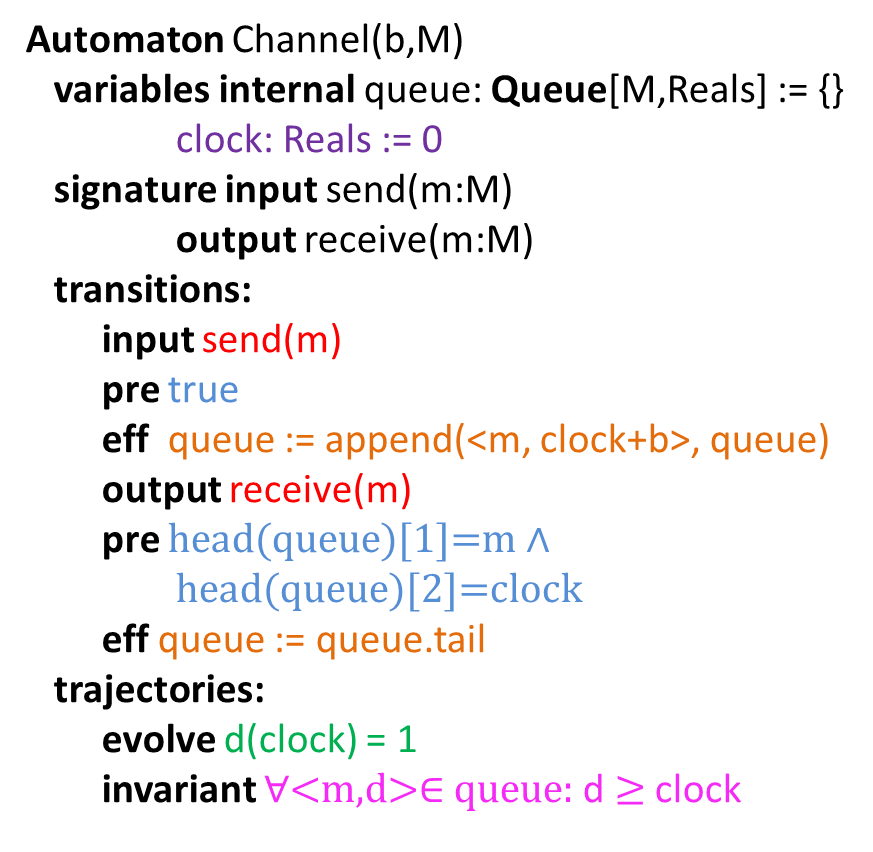 Automaton Channel(b,M)
variables internal queue: Queue[M,Reals] := {}
clock: Reals := 0
signature input send(m:M)
output receive(m:M)
transitions:
input send(m)
pre true
eff queue := append(<m, clock+b>, queue)
output receive(m)
pre head(queue)[1]=m ∧
head(queue)[2]=clock
eff queue := queue.tail
trajectories:
evolve d(clock) = 1
invariant ∀<m,d>∈ queue: d ≥ clock